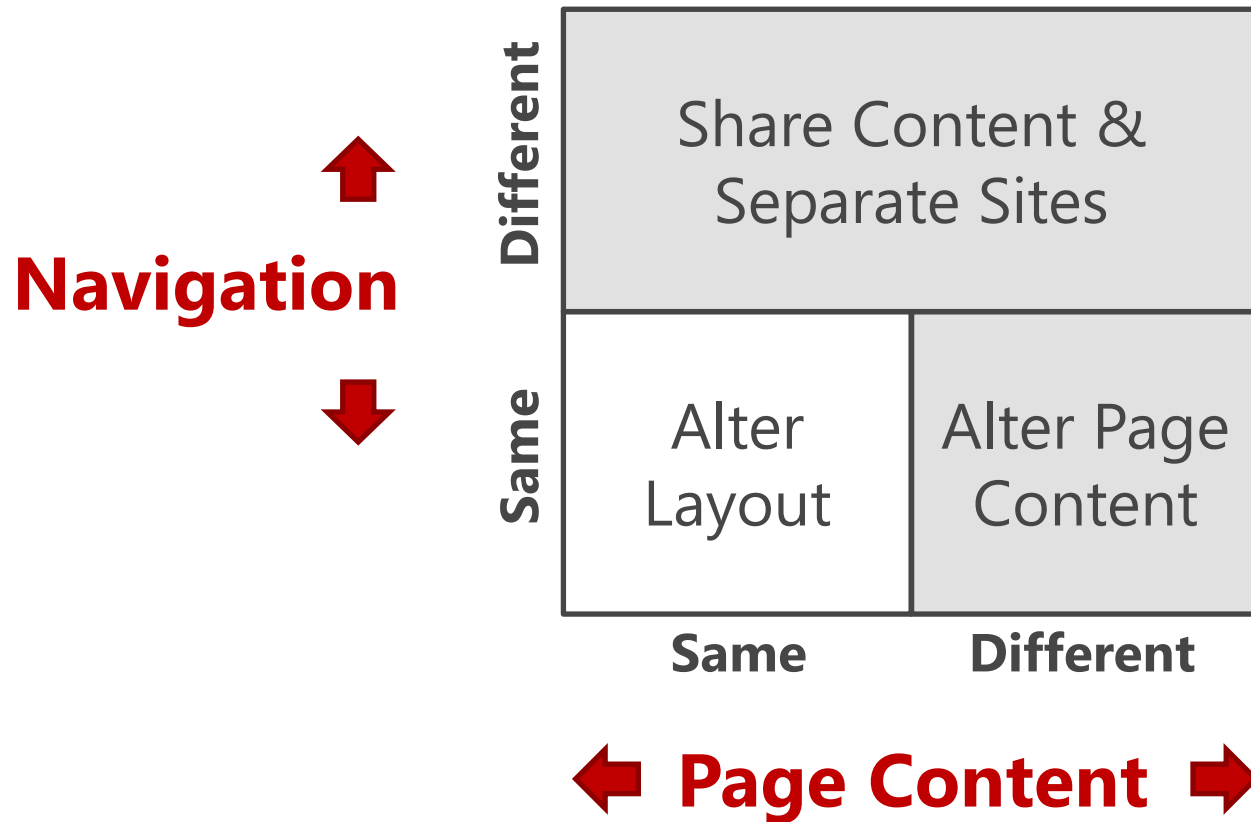 Different
Share Content &
Separate Sites
Navigation
Same
Alter
Layout
Alter Page
Content
Same
Different
Page Content